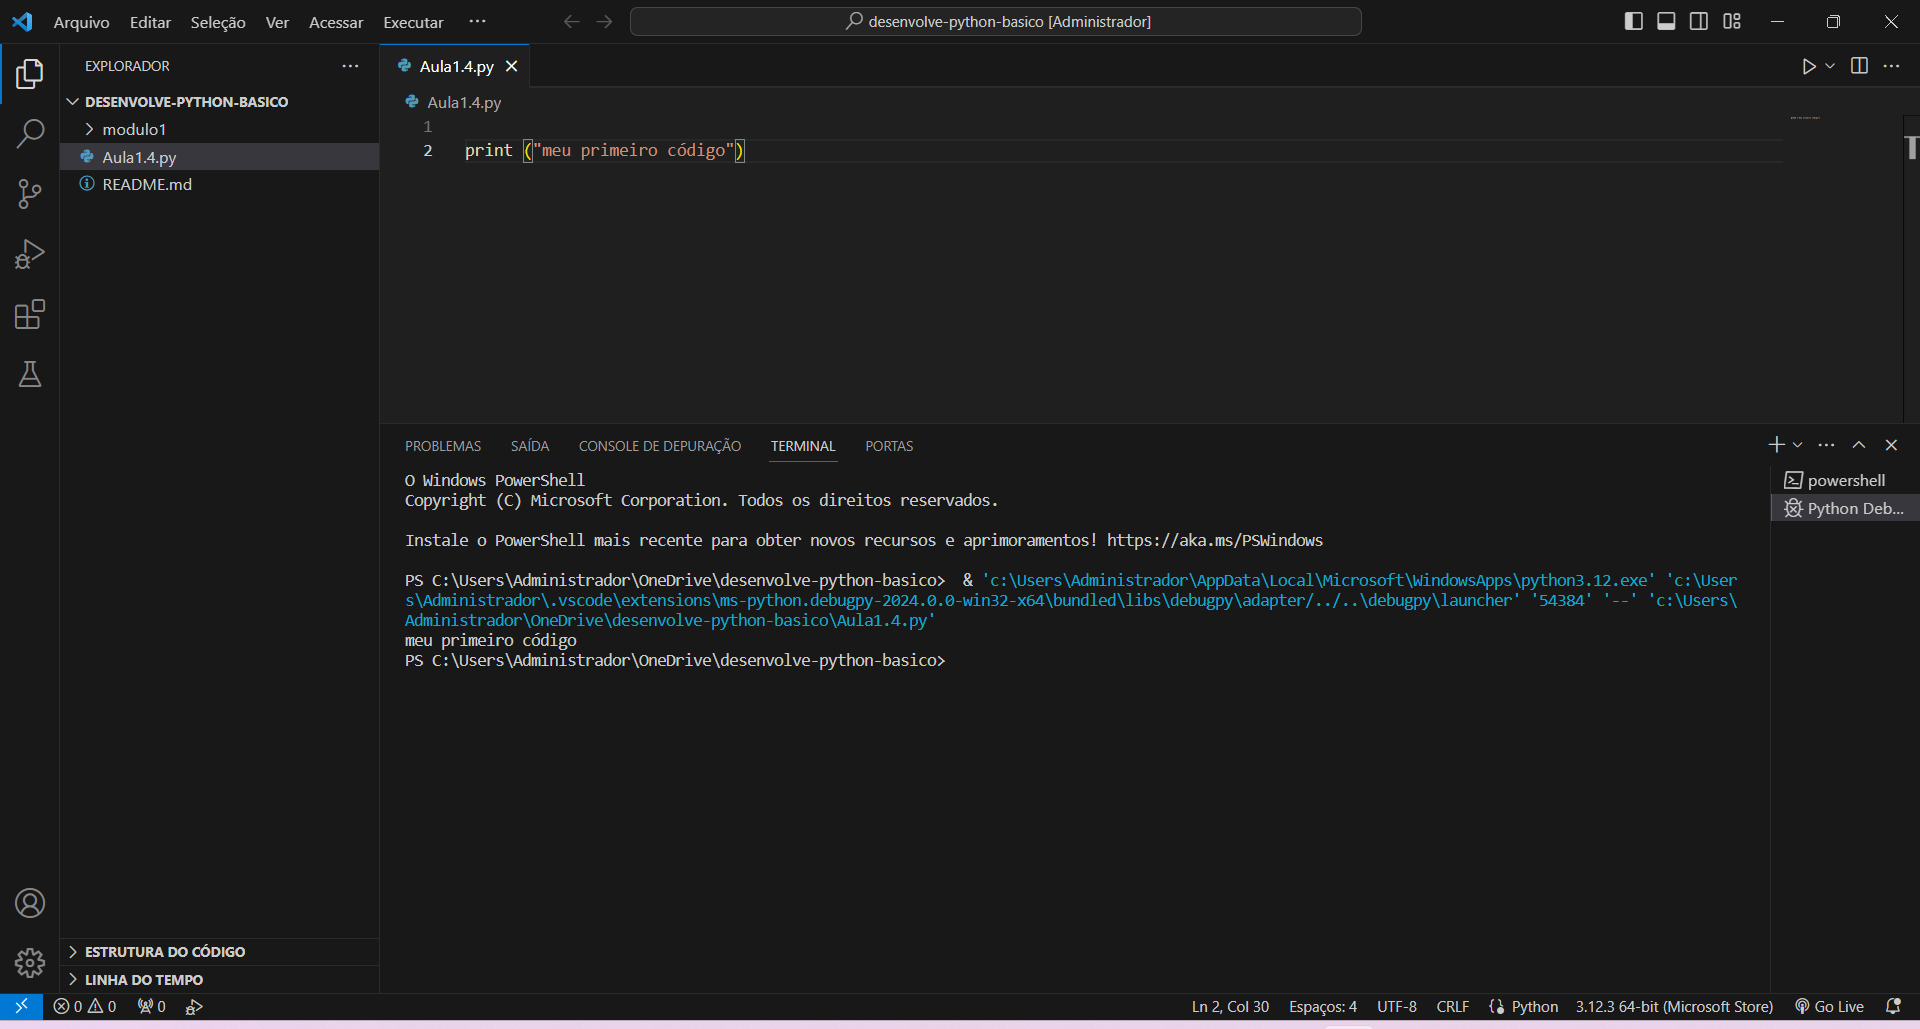 Arquivo Editar Seleção Ver Acessar Executar ··· desenvolve-python-basico [Administrador]
EXPLORADOR
Aula1.4.py
DESENVOLVE-PYTHON-BASICO
modulo1
Aula1.4.py
README.md
Aula1.4.py
1
2 print ("meu primeiro código")
PROBLEMAS SAÍDA CONSOLE DE DEPURAÇÃO TERMINAL PORTAS
O Windows PowerShell
Copyright (C) Microsoft Corporation. Todos os direitos reservados.
Instale o PowerShell mais recente para obter novos recursos e aprimoramentos! https://aka.ms/PSWindows
PS C:\Users\Administrador\OneDrive\desenvolve-python-basico>  & 'c:\Users\Administrador\AppData\Local\Microsoft\WindowsApps\python3.12.exe' 'c:\User
s\Administrador\.vscode\extensions\ms-python.debugpy-2024.0.0-win32-x64\bundled\libs\debugpy\adapter/../..\debugpy\launcher' '54384' '--' 'c:\Users\
Administrador\OneDrive\desenvolve-python-basico\Aula1.4.py'
meu primeiro código
PS C:\Users\Administrador\OneDrive\desenvolve-python-basico>
powershell
Python Deb...
ESTRUTURA DO CÓDIGO
LINHA DO TEMPO
0 0 0 Ln 2, Col 30 Espaços: 4 UTF-8 CRLF Python 3.12.3 64-bit (Microsoft Store) Go Live